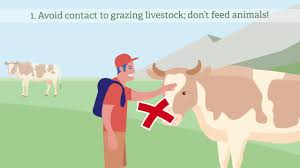 1. Avoid contact to grazing livestock; don't feed animals!